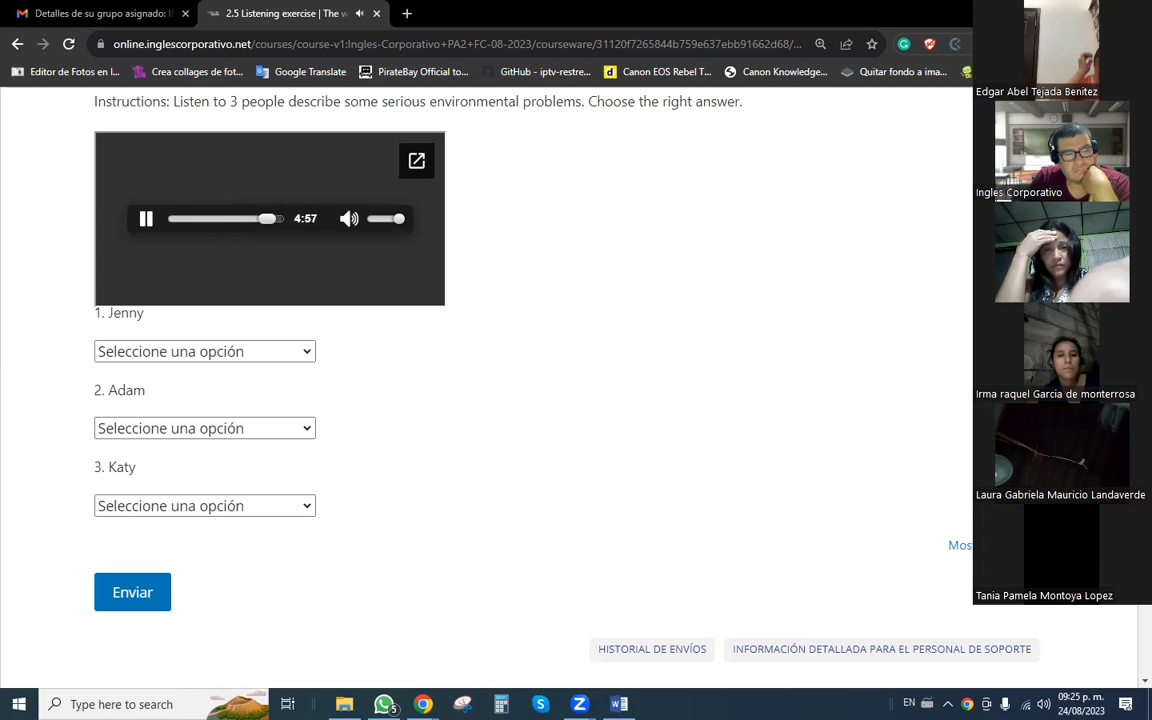 Detalles de su grupo asignado: I
2.5 Listening exercise | The w
online.inglescorporativo.net/courses/course-v1:Ingles-Corporativo+PA2+FC-08-2023/courseware/31120f7265844b759e637ebb91662d68/...
Editor de Fotos en l...
Crea collages de fot...
Google Translate
PirateBay Official to...
GitHub - iptv-restre...
Canon EOS Rebel T...
Canon Knowledge...
Quitar fondo a ima...
Instructions: Listen to 3 people describe some serious environmental problems. Choose the right answer.
4:57
1. Jenny
Seleccione una opción
2. Adam
Seleccione una opción
3. Katy
Seleccione una opción
Mos
Enviar
HISTORIAL DE ENVÍOS
INFORMACIÓN DETALLADA PARA EL PERSONAL DE SOPORTE
Edgar Abel Tejada Benitez
Ingles Corporativo
Irma raquel Garcia de monterrosa
Laura Gabriela Mauricio Landaverde
Tania Pamela Montoya Lopez
Type here to search
5
EN
09:25 p. m.
24/08/2023